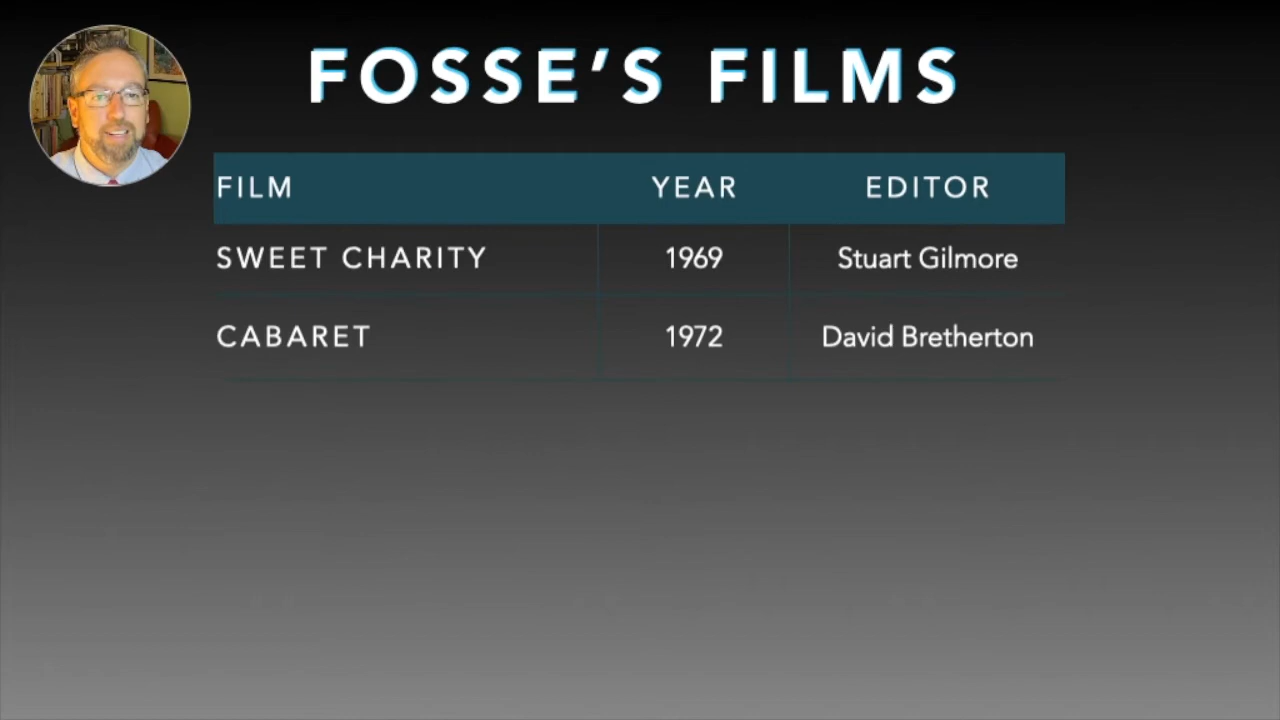 FOSSE'S FILMS
FILM YEAR EDITOR
SWEET CHARITY 1969 Stuart Gilmore
CABARET 1972 David Bretherton